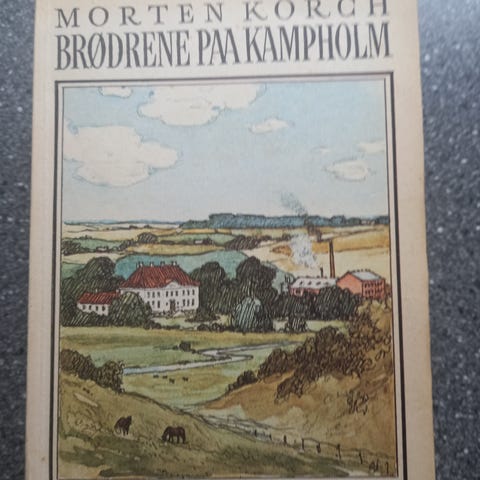 MORTEN KORCH
BRØDRENE PAA KAMPHOLM